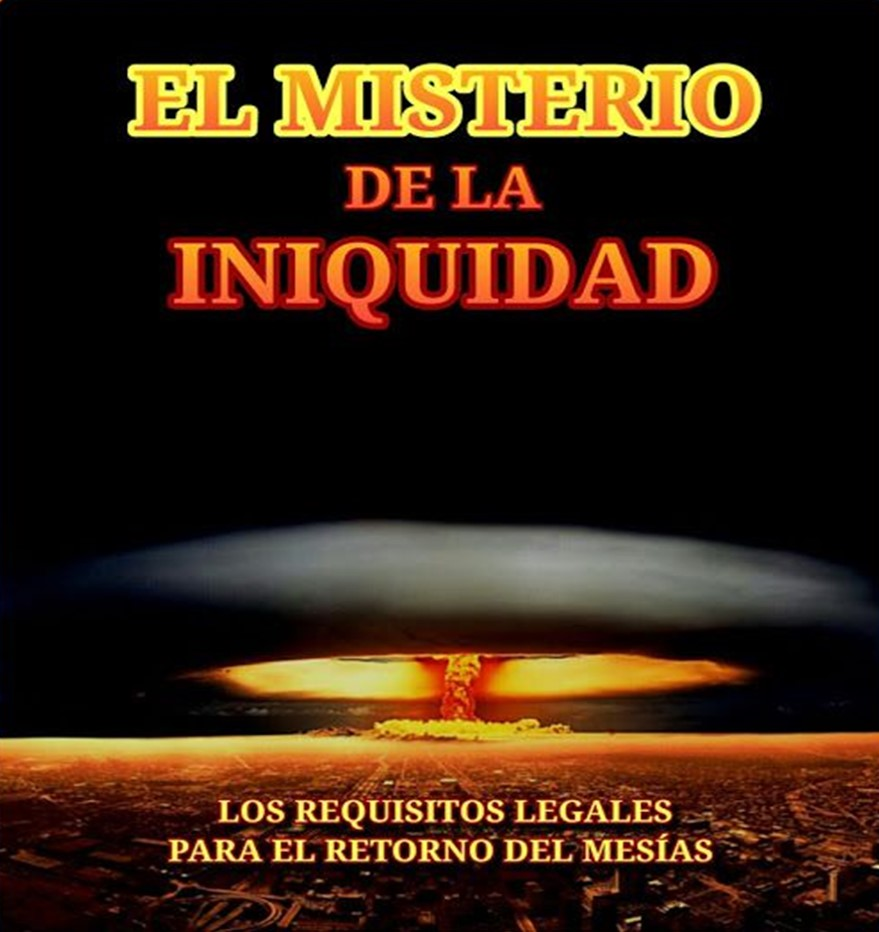 EL MISTERIO
DE LA
INIQUIDAD
LOS REQUISITOS LEGALES
PARA EL RETORNO DEL MESÍAS